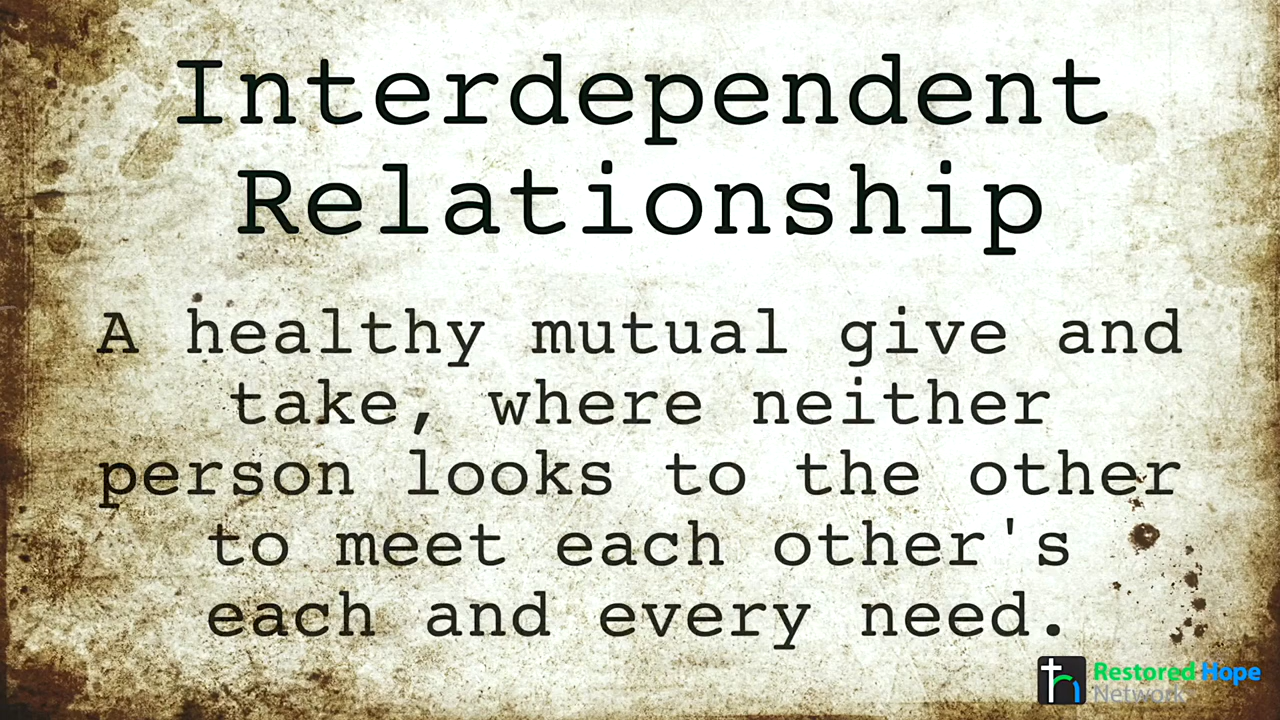 Interdependent
Relationship
A healthy mutual give and
take, where neither
person looks to the other
to meet each other's
each and every need.
Restored Hope
Network